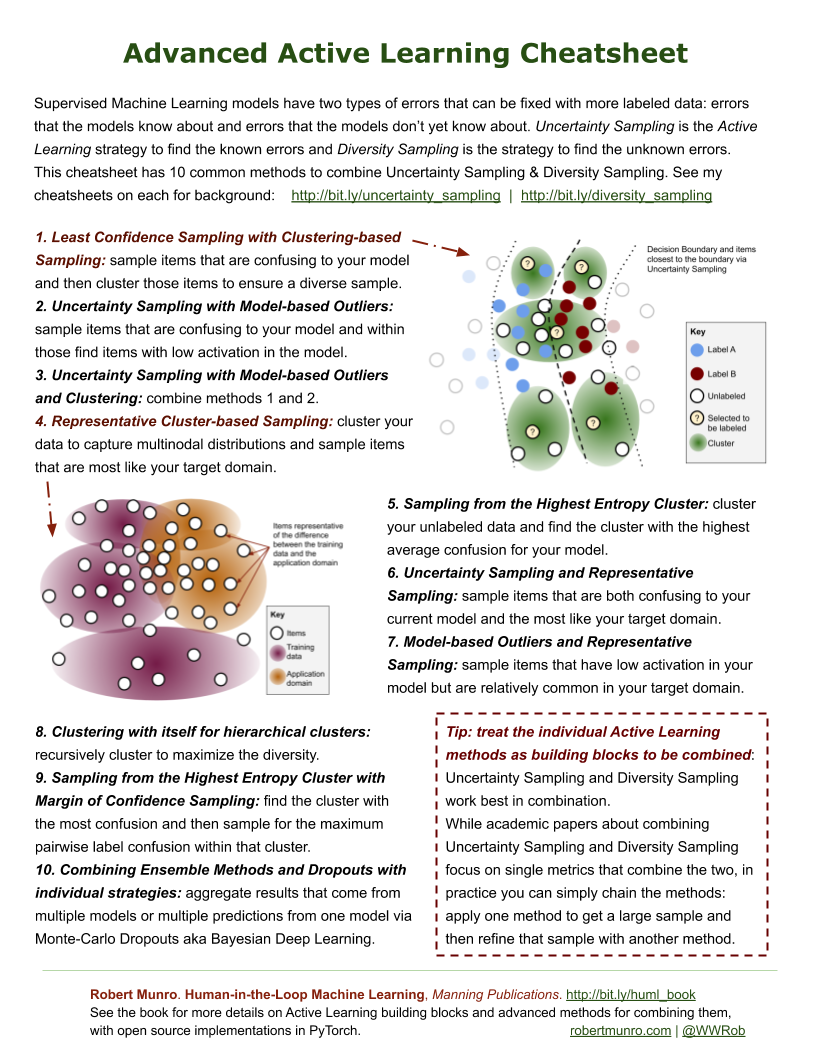 Advanced Active Learning Cheatsheet
Supervised Machine Learning models have two types of errors that can be fixed with more labeled data: errors
that the models know about and errors that the models don’t yet know about. Uncertainty Sampling is the Active
Learning strategy to find the known errors and Diversity Sampling is the strategy to find the unknown errors.
This cheatsheet has 10 common methods to combine Uncertainty Sampling & Diversity Sampling. See my
cheatsheets on each for background: http://bit.ly/uncertainty_sampling | http://bit.ly/diversity_sampling
1. Least Confidence Sampling with Clustering-based
Sampling: sample items that are confusing to your model
and then cluster those items to ensure a diverse sample.
2. Uncertainty Sampling with Model-based Outliers:
sample items that are confusing to your model and within
those find items with low activation in the model.
3. Uncertainty Sampling with Model-based Outliers
and Clustering: combine methods 1 and 2.
4. Representative Cluster-based Sampling: cluster your
data to capture multinodal distributions and sample items
that are most like your target domain.
Decision Boundary and items
closest to the boundary via
Uncertainty Sampling
?
?
?
?
?
Key
Label A
Label B
Unlabeled
? Selected to
be labeled
Cluster
Items representative
of the difference
between the training
data and the
application domain
Key
Items
Training
data
Application
domain
5. Sampling from the Highest Entropy Cluster: cluster
your unlabeled data and find the cluster with the highest
average confusion for your model.
6. Uncertainty Sampling and Representative
Sampling: sample items that are both confusing to your
current model and the most like your target domain.
7. Model-based Outliers and Representative
Sampling: sample items that have low activation in your
model but are relatively common in your target domain.
8. Clustering with itself for hierarchical clusters:
recursively cluster to maximize the diversity.
9. Sampling from the Highest Entropy Cluster with
Margin of Confidence Sampling: find the cluster with
the most confusion and then sample for the maximum
pairwise label confusion within that cluster.
10. Combining Ensemble Methods and Dropouts with
individual strategies: aggregate results that come from
multiple models or multiple predictions from one model via
Monte-Carlo Dropouts aka Bayesian Deep Learning.
Tip: treat the individual Active Learning
methods as building blocks to be combined:
Uncertainty Sampling and Diversity Sampling
work best in combination.
While academic papers about combining
Uncertainty Sampling and Diversity Sampling
focus on single metrics that combine the two, in
practice you can simply chain the methods:
apply one method to get a large sample and
then refine that sample with another method.
Robert Munro. Human-in-the-Loop Machine Learning, Manning Publications. http://bit.ly/huml_book
See the book for more details on Active Learning building blocks and advanced methods for combining them,
with open source implementations in PyTorch. robertmunro.com | @WWRob